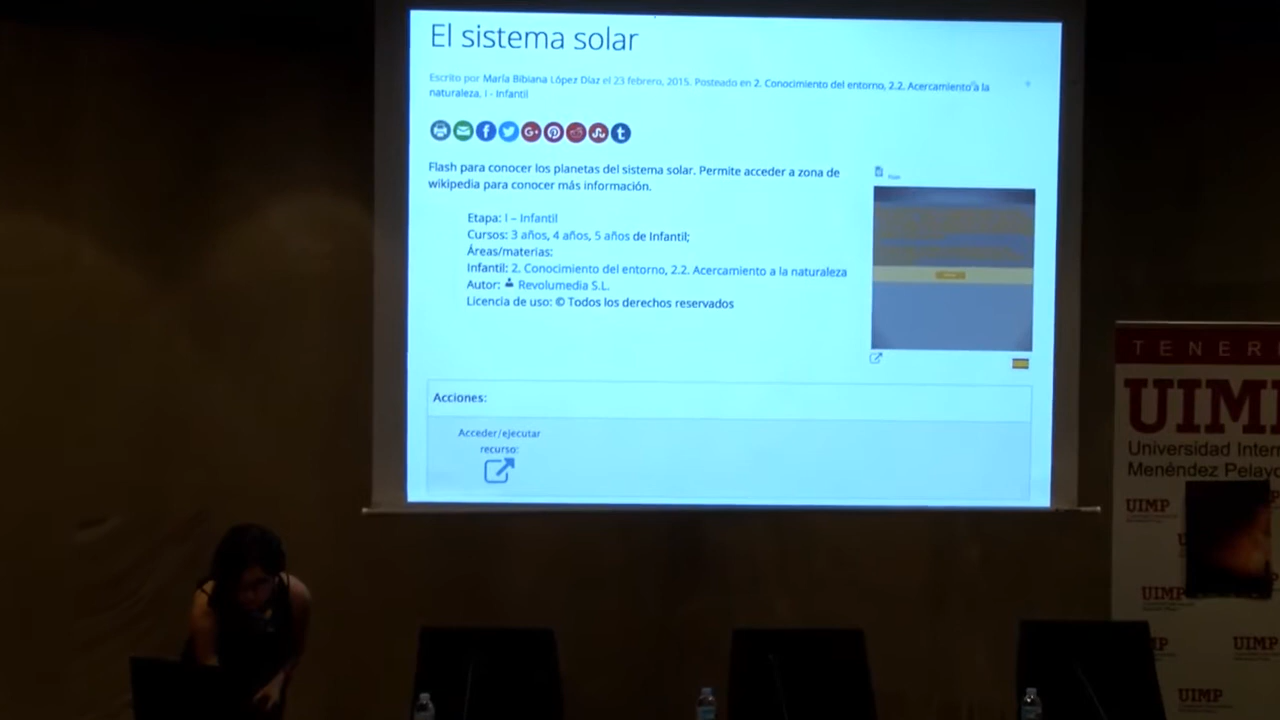 El sistema solar
Escrito por María Bibiana López Díaz el 23 febrero, 2015. Posteado en 2. Conocimiento del entorno, 2.2. Acercamiento a la
naturaleza, I - Infantil
Flash para conocer los planetas del sistema solar. Permite acceder a zona de
wikipedia para conocer más información.
Etapa: I – Infantil
Cursos: 3 años, 4 años, 5 años de Infantil;
Áreas/materias:
Infantil: 2. Conocimiento del entorno, 2.2. Acercamiento a la naturaleza
Autor: Revolumedia S.L.
Licencia de uso: © Todos los derechos reservados
Acciones:
Acceder/ejecutar
recurso:
TENER
UIMP
Universidad Inter
Menéndez Pelayo
UIMP
UIMP
UIMP
UIMP